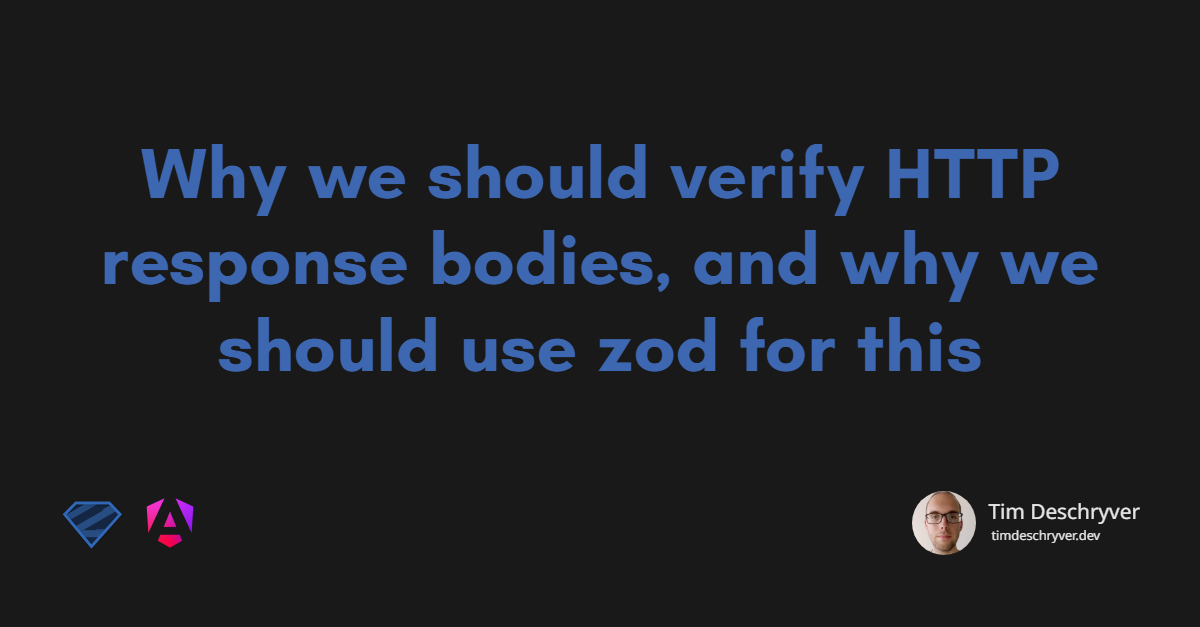 Why we should verify HTTP
response bodies, and why we
should use zod for this
Tim Deschryver
timdeschryver.dev